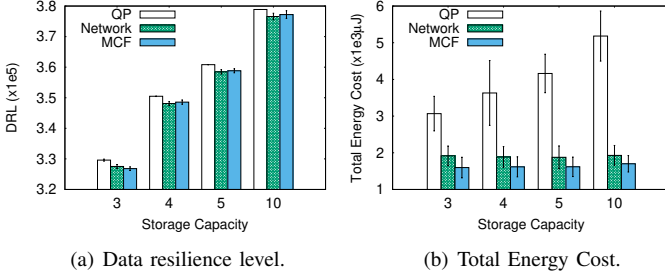 3.8
3.7
3.6
3.5
3.4
3.3
3.2
DRL (x1e5)
QP
Network
MCF
3 4 5 10
Storage Capacity
(a) Data resilience level.
6
5
4
3
2
1
Total Energy Cost (x1e3μJ)
QP
Network
MCF
3 4 5 10
Storage Capacity
(b) Total Energy Cost.